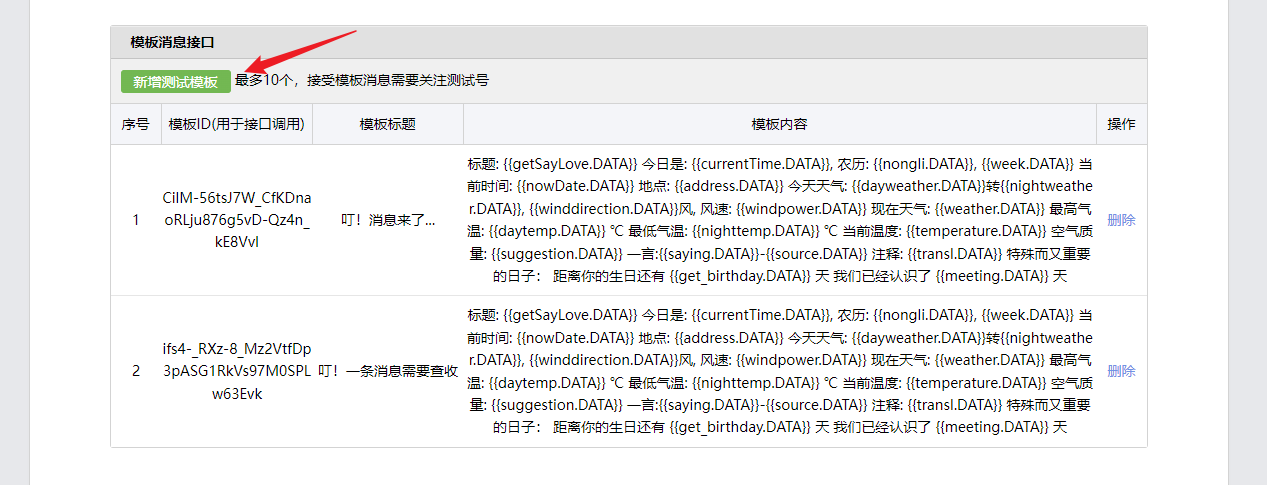 模板消息接口
新增测试模板 最多10个，接受模板消息需要关注测试号
序号 模板ID(用于接口调用) 模板标题 模板内容 操作
1
CilM-56tsJ7W_CfKDna
oRLju876g5vD-Qz4n_
kE8VvI
叮！消息来了...
标题: {{getSayLove.DATA}} 今日是: {{currentTime.DATA}}, 农历: {{nongli.DATA}}, {{week.DATA}} 当
前时间: {{nowDate.DATA}} 地点: {{address.DATA}} 今天天气: {{dayweather.DATA}}转{{nightweathe
r.DATA}}, {{winddirection.DATA}}风, 风速: {{windpower.DATA}} 现在天气: {{weather.DATA}} 最高气
温: {{daytemp.DATA}} ℃ 最低气温: {{nighttemp.DATA}} ℃ 当前温度: {{temperature.DATA}} 空气质
量: {{suggestion.DATA}} 一言:{{saying.DATA}}-{{source.DATA}} 注释: {{transl.DATA}} 特殊而又重要
的日子： 距离你的生日还有 {{get_birthday.DATA}} 天 我们已经认识了 {{meeting.DATA}} 天
删除
2
ifs4-_RXz-8_Mz2VtfDp
3pASG1RkVs97M0SPL
w63Evk
叮！一条消息需要查收
标题: {{getSayLove.DATA}} 今日是: {{currentTime.DATA}}, 农历: {{nongli.DATA}}, {{week.DATA}} 当
前时间: {{nowDate.DATA}} 地点: {{address.DATA}} 今天天气: {{dayweather.DATA}}转{{nightweathe
r.DATA}}, {{winddirection.DATA}}风, 风速: {{windpower.DATA}} 现在天气: {{weather.DATA}} 最高气
温: {{daytemp.DATA}} ℃ 最低气温: {{nighttemp.DATA}} ℃ 当前温度: {{temperature.DATA}} 空气质
量: {{suggestion.DATA}} 一言:{{saying.DATA}}-{{source.DATA}} 注释: {{transl.DATA}} 特殊而又重要
的日子： 距离你的生日还有 {{get_birthday.DATA}} 天 我们已经认识了 {{meeting.DATA}} 天
删除